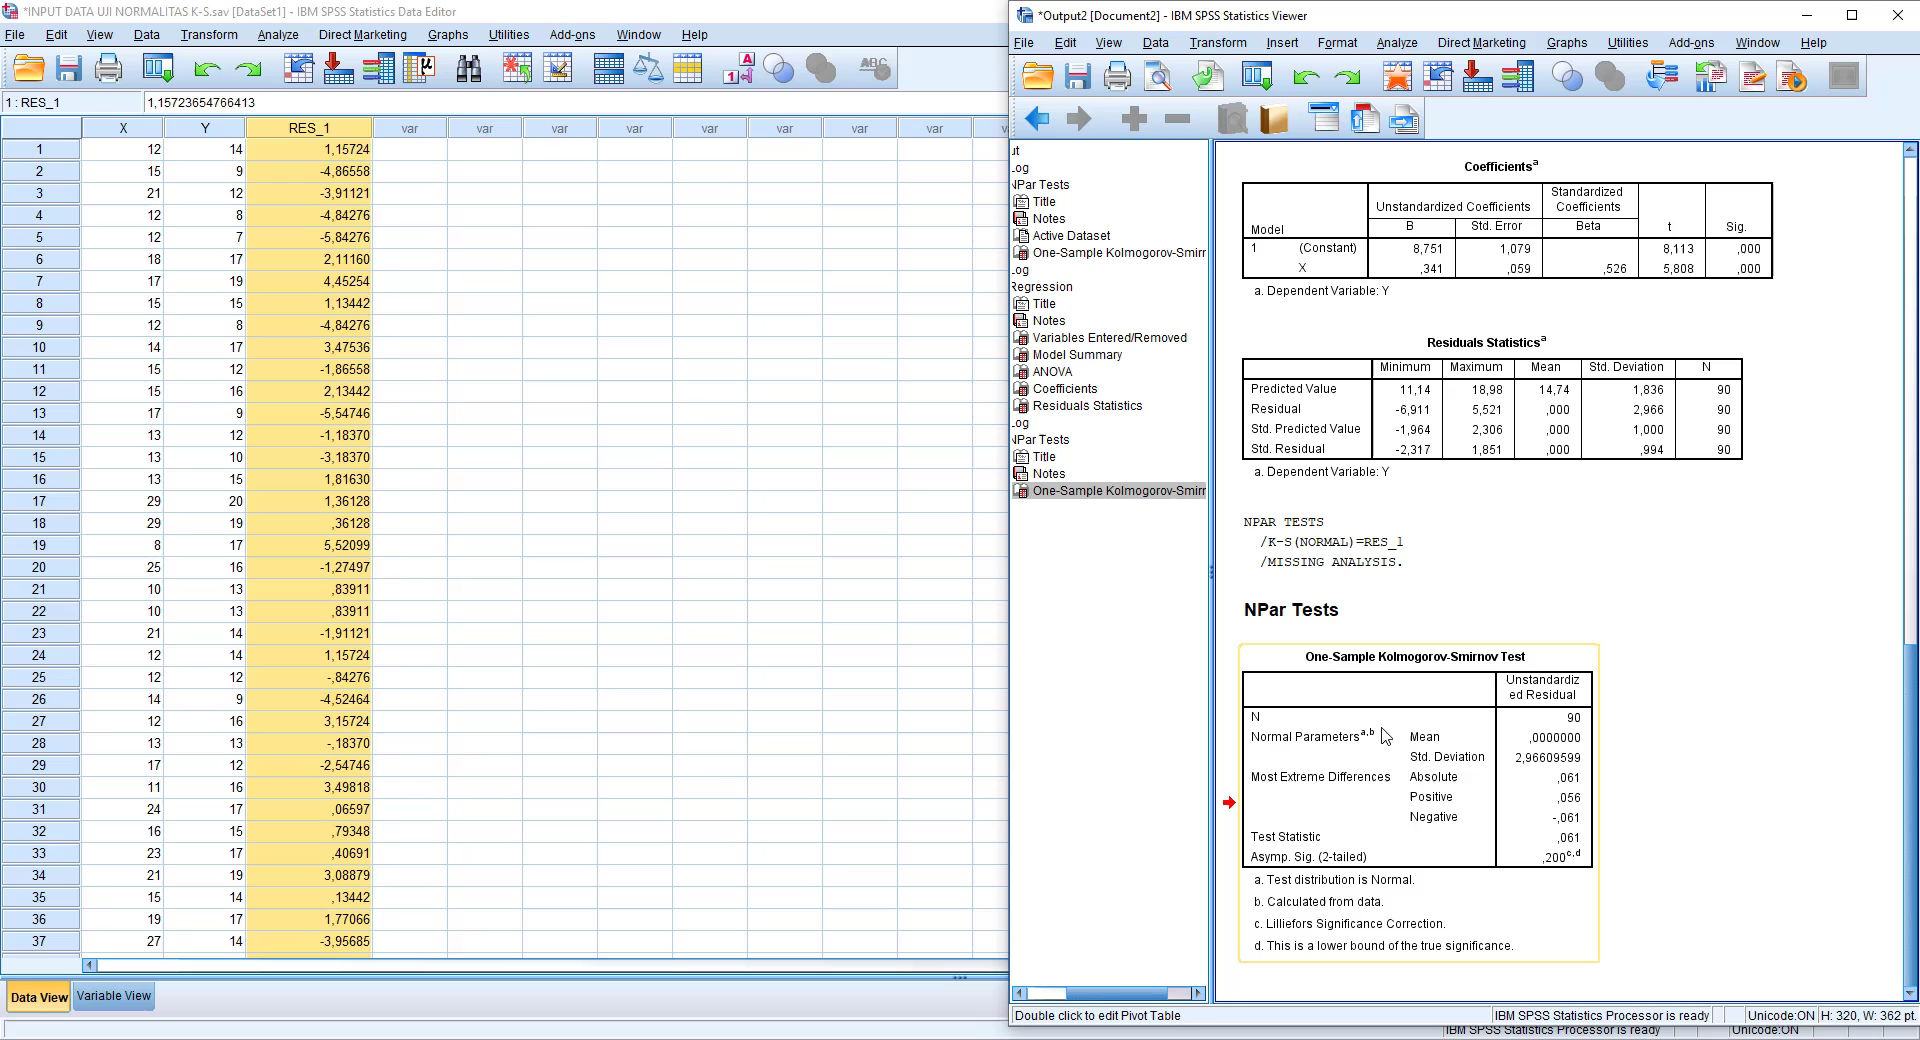 *INPUT DATA UJI NORMALITAS K-S.sav [DataSet1] - IBM SPSS Statistics Data Editor
File Edit View Data Transform Analyze Direct Marketing Graphs Utilities Add-ons Window Help
1 : RES_1 1,15723654766413
X Y RES_1 var var var var var var var var
1 12 14 1,15724
2 15 9 -4,86558
3 21 12 -3,91121
4 12 8 -4,84276
5 12 7 -5,84276
6 18 17 2,11160
7 17 19 4,45254
8 15 15 1,13442
9 12 8 -4,84276
10 14 17 3,47536
11 15 12 -1,86558
12 15 16 2,13442
13 17 9 -5,54746
14 13 12 -1,18370
15 13 10 -3,18370
16 13 15 1,81630
17 29 20 1,36128
18 29 19 ,36128
19 8 17 5,52099
20 25 16 -1,27497
21 10 13 ,83911
22 10 13 ,83911
23 21 14 -1,91121
24 12 14 1,15724
25 12 12 -,84276
26 14 9 -4,52464
27 12 16 3,15724
28 13 13 -,18370
29 17 12 -2,54746
30 11 16 3,49818
31 24 17 ,06597
32 16 15 ,79348
33 23 17 ,40691
34 21 19 3,08879
35 15 14 ,13442
36 19 17 1,77066
37 27 14 -3,95685
Data View Variable View
*Output2 [Document2] - IBM SPSS Statistics Viewer
File Edit View Data Transform Insert Format Analyze Direct Marketing Graphs Utilities Add-ons Window Help
ut
Log
NPar Tests
Title
Notes
Active Dataset
One-Sample Kolmogorov-Smirr
Log
Regression
Title
Notes
Variables Entered/Removed
Model Summary
ANOVA
Coefficients
Residuals Statistics
Log
NPar Tests
Title
Notes
One-Sample Kolmogorov-Smirr
Coefficientsa
Model Unstandardized Coefficients Standardized Coefficients t Sig.
B Std. Error Beta
1 (Constant) 8,751 1,079 8,113 ,000
X ,341 ,059 ,526 5,808 ,000
a. Dependent Variable: Y
Residuals Statisticsa
Minimum Maximum Mean Std. Deviation N
Predicted Value 11,14 18,98 14,74 1,836 90
Residual -6,911 5,521 ,000 2,966 90
Std. Predicted Value -1,964 2,306 ,000 1,000 90
Std. Residual -2,317 1,851 ,000 ,994 90
a. Dependent Variable: Y
NPAR TESTS
/K-S(NORMAL)=RES_1
/MISSING ANALYSIS.
NPar Tests
One-Sample Kolmogorov-Smirnov Test
Unstandardiz
ed Residual
N 90
Normal Parametersa,b Mean ,0000000
Std. Deviation 2,96609599
Most Extreme Differences Absolute ,061
Positive ,056
Negative -,061
Test Statistic ,061
Asymp. Sig. (2-tailed) ,200c,d
a. Test distribution is Normal.
b. Calculated from data.
c. Lilliefors Significance Correction.
d. This is a lower bound of the true significance.
Double click to edit Pivot Table IBM SPSS Statistics Processor is ready Unicode:ON H: 320, W: 362 pt.
IBM SPSS Statistics Processor is ready Unicode:ON